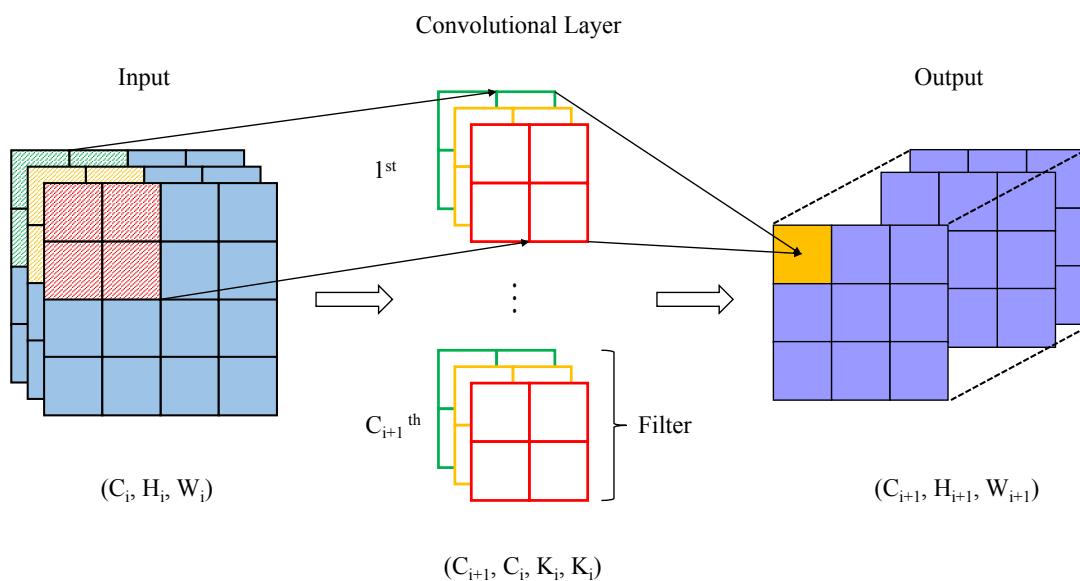 Convolutional Layer
Input
Output
1st
⋮
Ci+1 th
Filter
(Ci, Hi, Wi)
(Ci+1, Hi+1, Wi+1)
(Ci+1, Ci, Ki, Ki)